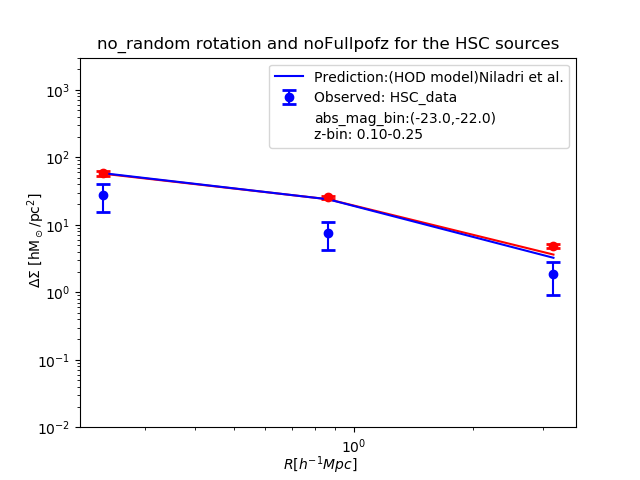 no_random rotation and noFullpofz for the HSC sources
Prediction:(HOD model)Niladri et al.
Observed: HSC_data
abs_mag_bin:(-23.0,-22.0)
z-bin: 0.10-0.25
10³
10²
10¹
10⁰
10⁻¹
10⁻²
ΔΣ [hM⊙/pc²]
10⁰
R[h⁻¹Mpc]